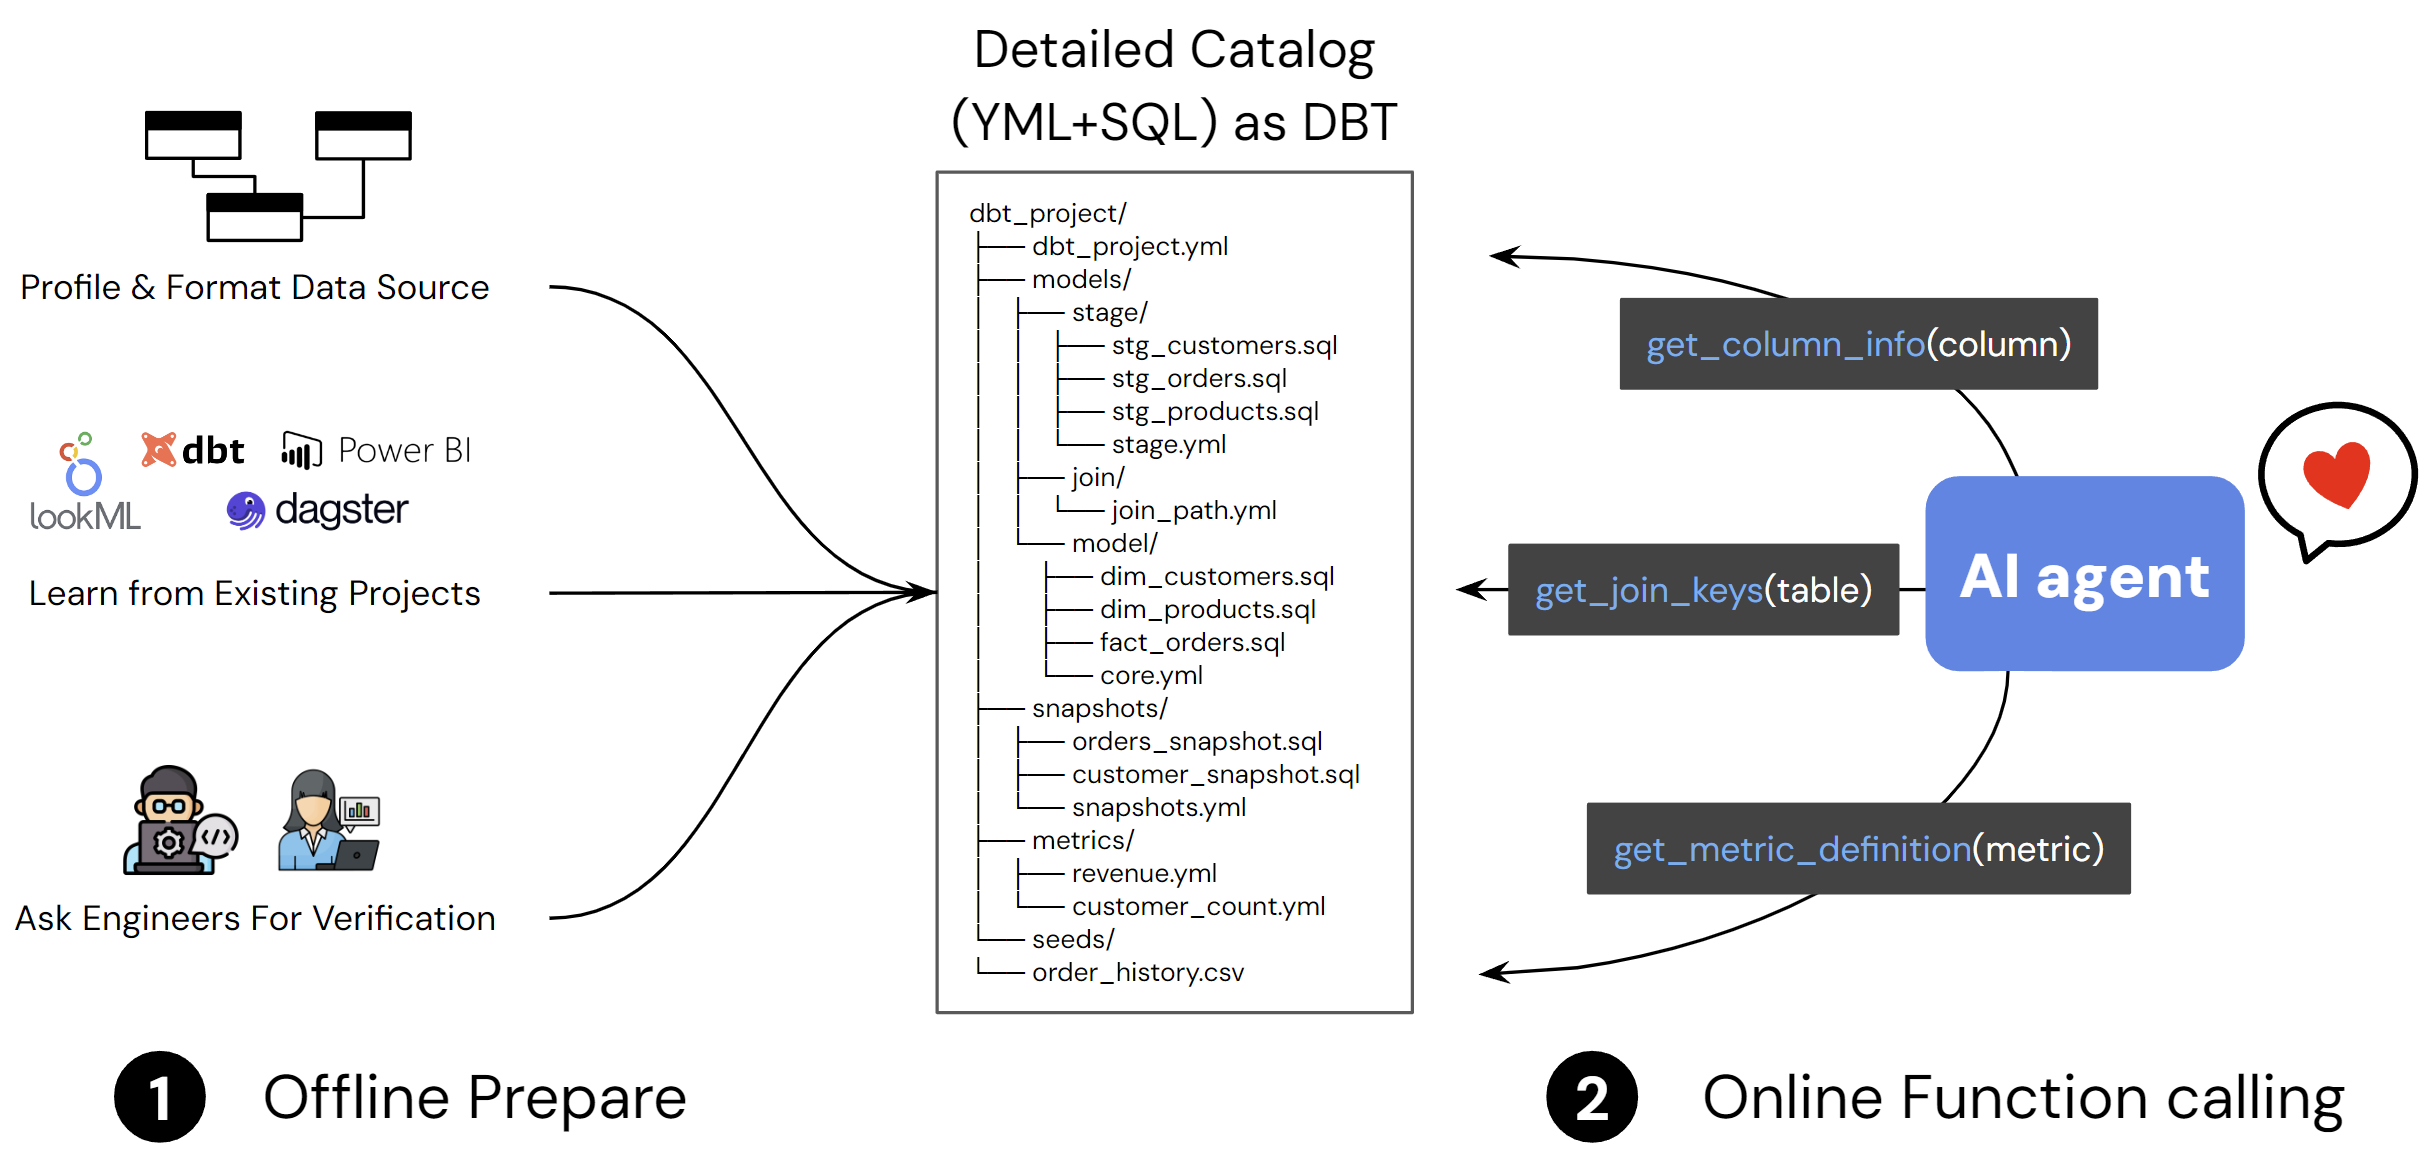 Detailed Catalog
(YML+SQL) as DBT
Profile & Format Data Source
lookML
dbt
Power BI
dagster
Learn from Existing Projects
</>
Ask Engineers For Verification
dbt_project/
dbt_project.yml
models/
stage/
stg_customers.sql
stg_orders.sql
stg_products.sql
stage.yml
join/
join_path.yml
model/
dim_customers.sql
dim_products.sql
fact_orders.sql
core.yml
snapshots/
orders_snapshot.sql
customer_snapshot.sql
snapshots.yml
metrics/
revenue.yml
customer_count.yml
seeds/
order_history.csv
get_column_info(column)
get_join_keys(table)
AI agent
get_metric_definition(metric)
1 Offline Prepare
2 Online Function calling